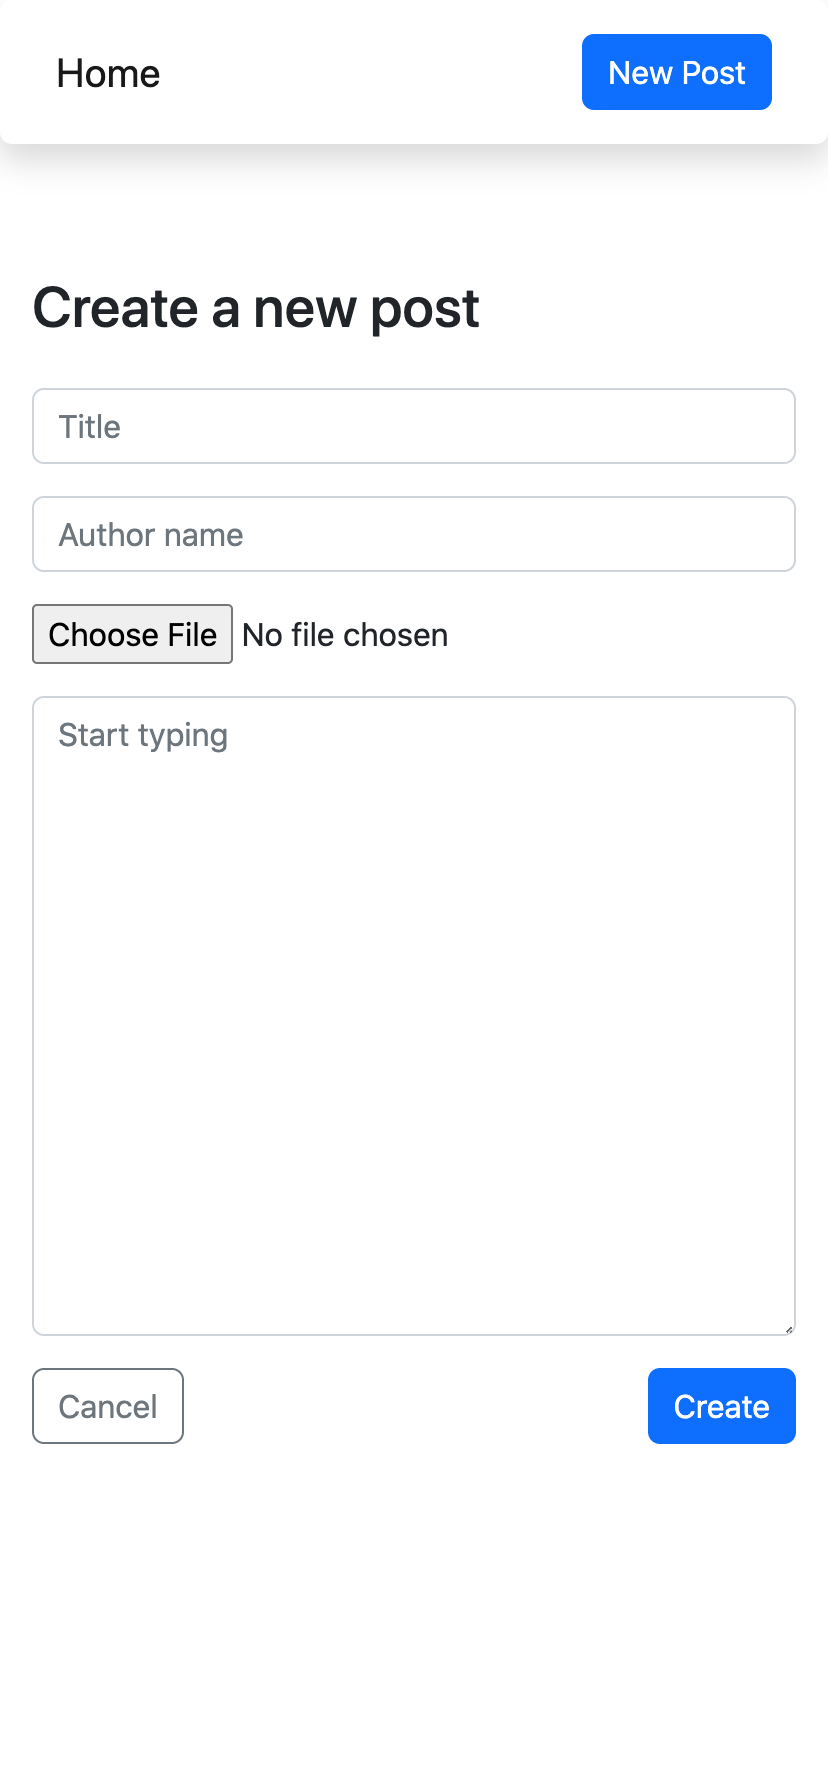 Home New Post
Create a new post
Title
Author name
Choose File No file chosen
Start typing
Cancel Create